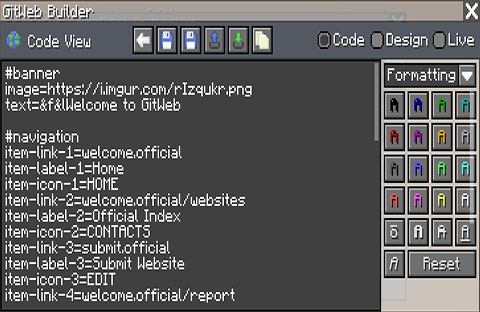 GitWeb Builder
X
Code View
Code
Design
Live
#banner
image=https://i.imgur.com/rIzqukr.png
text=&f&lWelcome to GitWeb
#navigation
item-link-1=welcome.official
item-label-1=Home
item-icon-1=HOME
item-link-2=welcome.official/websites
item-label-2=Official Index
item-icon-2=CONTACTS
item-link-3=submit.official
item-label-3=Submit Website
item-icon-3=EDIT
item-link-4=welcome.official/report
Formatting
A A A A
A A A A
A A A A
A A A A
S A A A
A
Reset